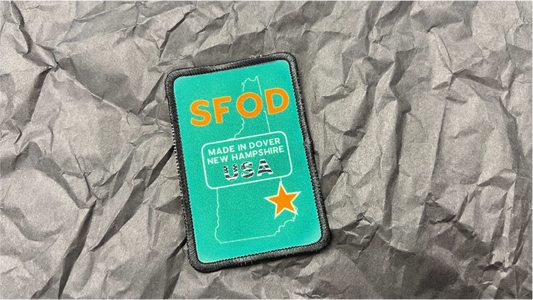 SFOD
MADE IN DOVER
NEW HAMPSHIRE
USA